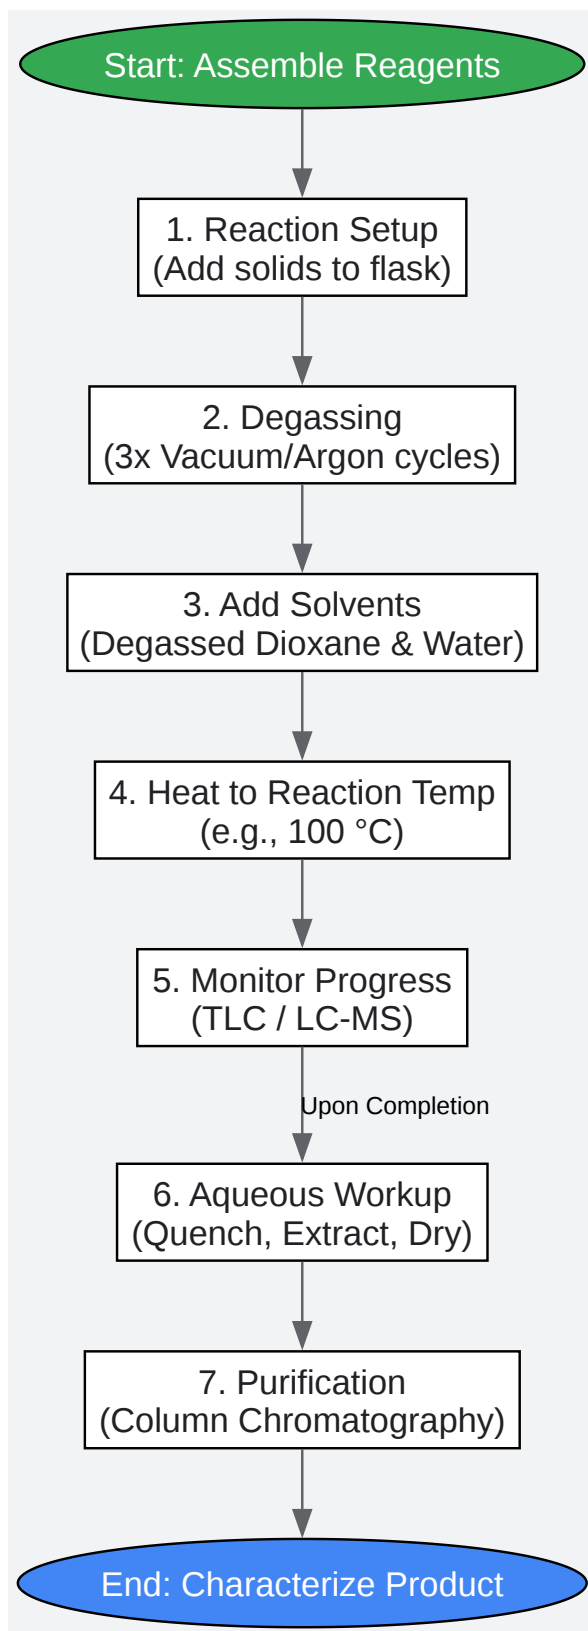 Start: Assemble Reagents
1. Reaction Setup
(Add solids to flask)
2. Degassing
(3x Vacuum/Argon cycles)
3. Add Solvents
(Degassed Dioxane & Water)
4. Heat to Reaction Temp
(e.g., 100 °C)
5. Monitor Progress
(TLC / LC-MS)
Upon Completion
6. Aqueous Workup
(Quench, Extract, Dry)
7. Purification
(Column Chromatography)
End: Characterize Product